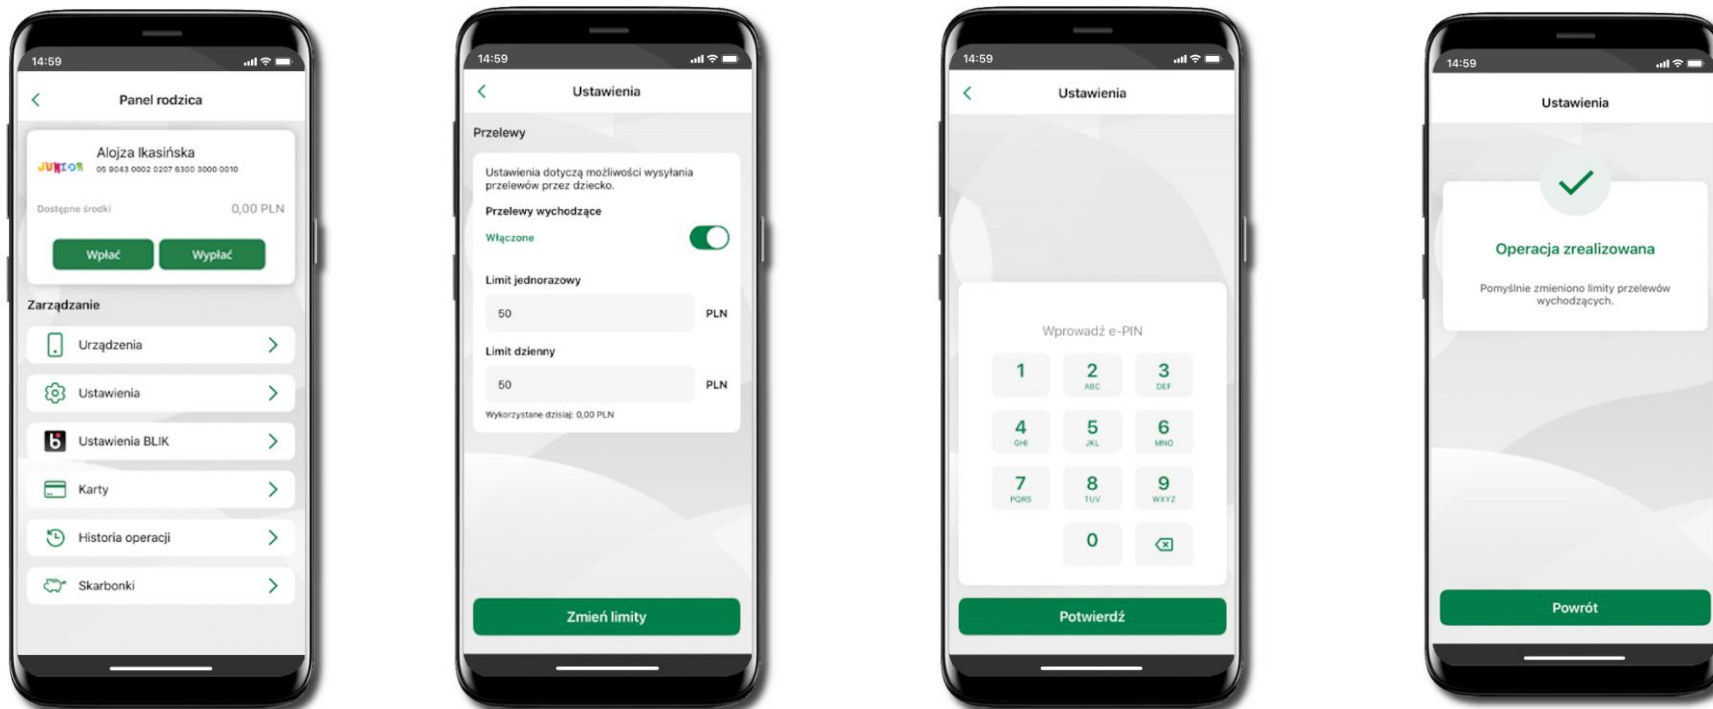 14:59
Panel rodzica
JUNIOR
Alojza Ikasińska
05 9043 0002 0207 6300 3000 0010
Dostępne środki 0,00 PLN
Wpłać Wypłać
Zarządzanie
Urządzenia
Ustawienia
Ustawienia BLIK
Karty
Historia operacji
Skarbonki
14:59
Ustawienia
Przelewy
Ustawienia dotyczą możliwości wysyłania
przelewów przez dziecko.
Przelewy wychodzące
Włączone
Limit jednorazowy
50 PLN
Limit dzienny
50 PLN
Wykorzystane dzisiaj: 0,00 PLN
Zmień limity
14:59
Ustawienia
Wprowadź e-PIN
1 2 3
ABC DEF
4 5 6
GHI JKL MNO
7 8 9
PQRS TUV WXYZ
0
Potwierdź
14:59
Ustawienia
Operacja zrealizowana
Pomyślnie zmieniono limity przelewów
wychodzących.
Powrót